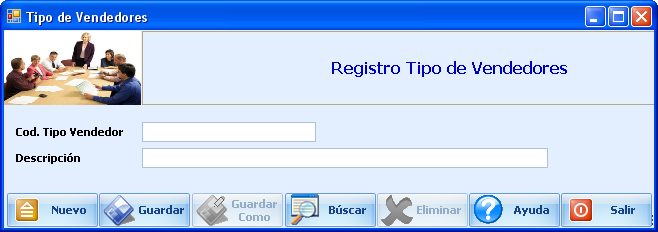 Tipo de Vendedores
Registro Tipo de Vendedores
Cod. Tipo Vendedor
Descripción
Nuevo
Guardar
Guardar
Como
Búscar
Eliminar
Ayuda
Salir